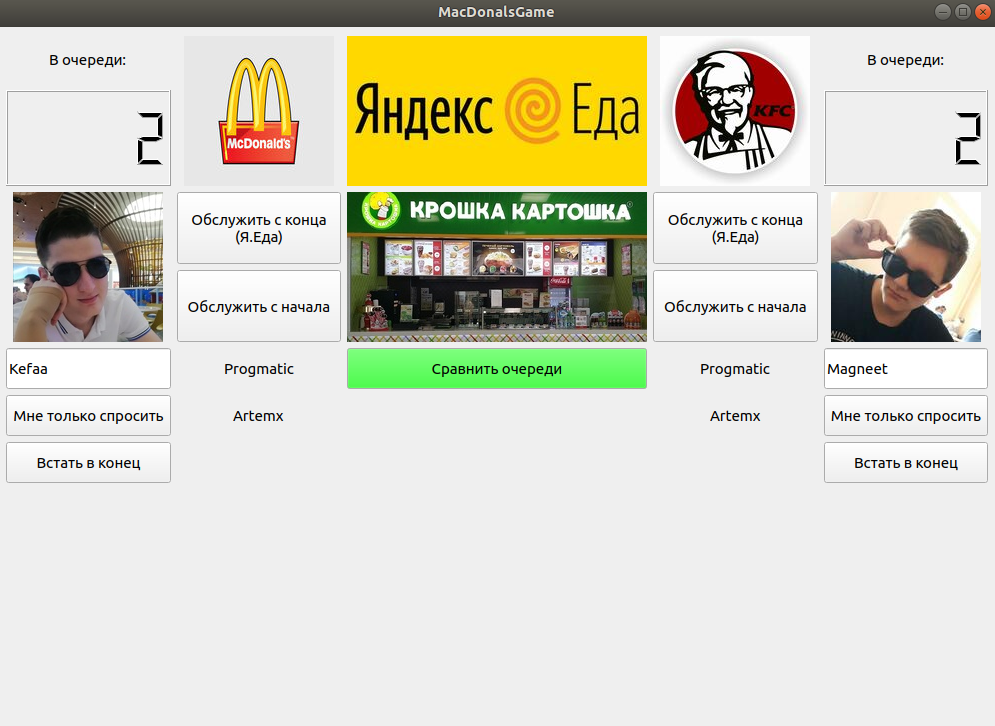 MacDonalsGame
В очереди:
2
McDonald's
Яндекс Еда
KFC
В очереди:
2
Обслужить с конца
(Я.Еда)
КРОШКА КАРТОШКА
Обслужить с конца
(Я.Еда)
Обслужить с начала
Обслужить с начала
Kefaa
Progmatic
Сравнить очереди
Progmatic
Magneet
Мне только спросить
Artemx
Artemx
Мне только спросить
Встать в конец
Встать в конец